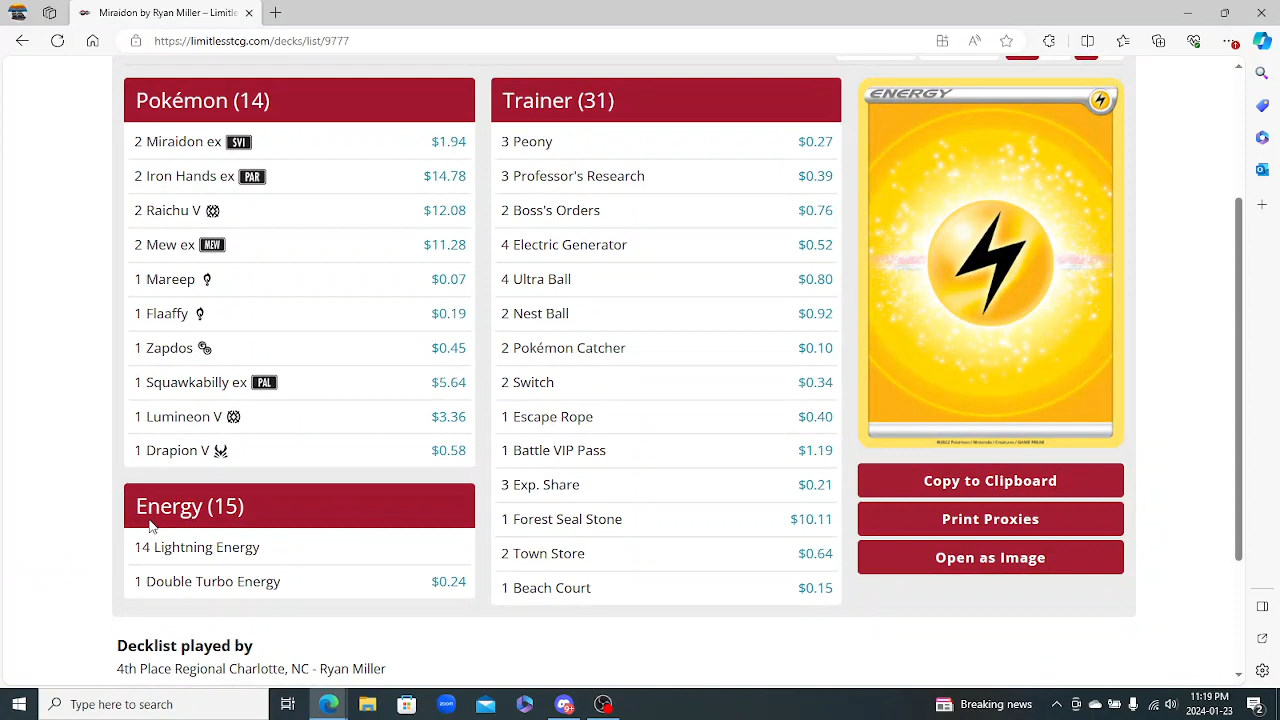 Miraidon by Ryan Miller – Limitless
https://limitlesstcg.com/decks/list/9777
Pokémon (14)
2 Miraidon ex SVI $1.94
2 Iron Hands ex PAR $14.78
2 Raichu V $12.08
2 Mew ex MEW $11.28
1 Mareep $0.07
1 Flaaffy $0.19
1 Zapdos $0.45
1 Squawkabilly ex PAL $5.64
1 Lumineon V $3.36
1 Drapion V $0.58
Energy (15)
14 Lightning Energy
1 Double Turbo Energy $0.24
Trainer (31)
3 Peony $0.27
3 Professor's Research $0.39
2 Boss's Orders $0.76
4 Electric Generator $0.52
4 Ultra Ball $0.80
2 Nest Ball $0.92
2 Pokémon Catcher $0.10
2 Switch $0.34
1 Escape Rope $0.40
1 Battle VIP Pass $1.19
3 Exp. Share $0.21
1 Forest Seal Stone $10.11
2 Town Store $0.64
1 Beach Court $0.15
ENERGY
©2022 Pokémon / Nintendo / Creatures / GAME FREAK
Copy to Clipboard
Print Proxies
Open as Image
Decklist played by
4th Place Regional Charlotte, NC - Ryan Miller
Type here to search
zoom
Breaking news
11:19 PM
2024-01-23